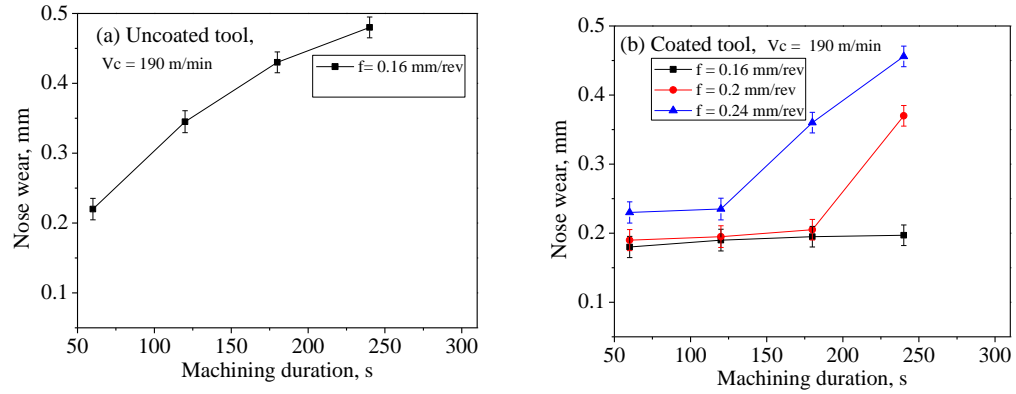 (a) Uncoated tool,
Vc = 190 m/min
f= 0.16 mm/rev
0.5
0.4
0.3
0.2
0.1
Nose wear, mm
50 100 150 200 250 300
Machining duration, s
(b) Coated tool, Vc = 190 m/min
f = 0.16 mm/rev
f = 0.2 mm/rev
f = 0.24 mm/rev
0.5
0.4
0.3
0.2
0.1
Nose wear, mm
50 100 150 200 250 300
Machining duration, s